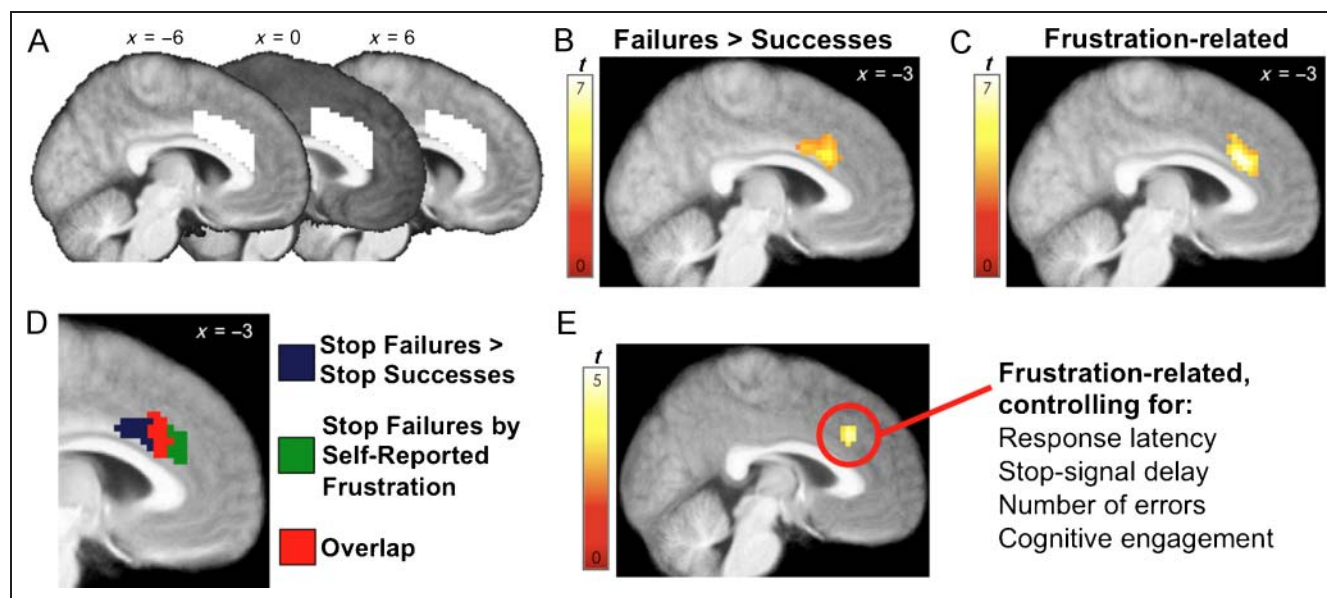 A
x = −6
x = 0
x = 6
B
Failures > Successes
t
7
0
x = −3
C
Frustration-related
t
7
0
x = −3
D
x = −3
Stop Failures >
Stop Successes
Stop Failures by
Self-Reported
Frustration
Overlap
E
t
5
0
Frustration-related,
controlling for:
Response latency
Stop-signal delay
Number of errors
Cognitive engagement